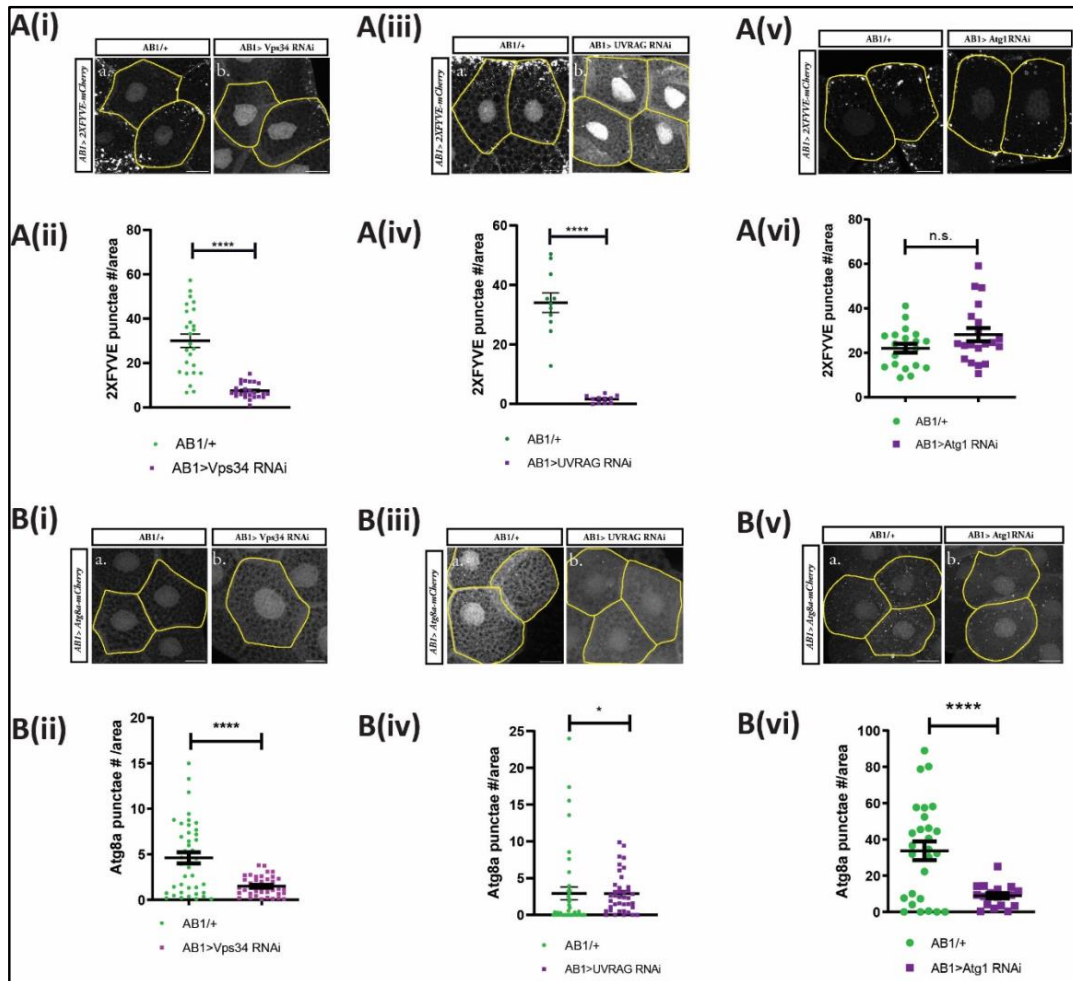 A(i)
AB1/+
AB1> Vps34 RNAi
AB1> 2XFYVE-mCherry
a.
b.
A(iii)
AB1/+
AB1> UVRAG RNAi
AB1> 2XFYVE-mCherry
a.
b.
A(v)
AB1/+
AB1> Atg1RNAi
AB1> 2XFYVE-mCherry
A(ii)
2XFYVE punctae #/area
80
60
40
20
0
****
AB1/+
AB1>Vps34 RNAi
A(iv)
2XFYVE punctae #/area
60
40
20
0
****
AB1/+
AB1>UVRAG RNAi
A(vi)
2XFYVE punctae #/area
80
60
40
20
0
n.s.
AB1/+
AB1>Atg1 RNAi
B(i)
AB1/+
AB1> Vps34 RNAi
AB1> Atg8a-mCherry
a.
b.
B(iii)
AB1/+
AB1> UVRAG RNAi
AB1> Atg8a-mCherry
a.
b.
B(v)
AB1/+
AB1> Atg1RNAi
AB1> Atg8a-mCherry
a.
b.
B(ii)
Atg8a punctae # /area
20
15
10
5
0
****
AB1/+
AB1>Vps34 RNAi
B(iv)
Atg8a punctae #/area
25
20
15
10
5
0
*
AB1/+
AB1>UVRAG RNAi
B(vi)
Atg8a punctae #/area
100
80
60
40
20
0
****
AB1/+
AB1>Atg1 RNAi